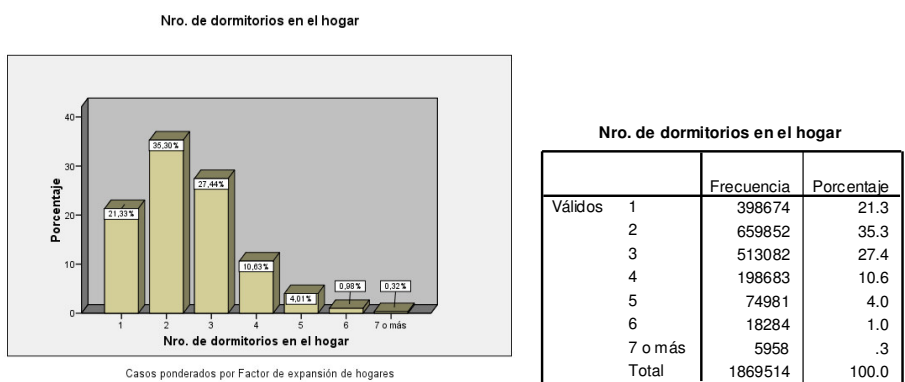 Nro. de dormitorios en el hogar
40
30
20
10
0
Porcentaje
21,33%
35,30%
27,44%
10,63%
4,01%
0,98%
0,32%
1 2 3 4 5 6 7 o más
Nro. de dormitorios en el hogar
Casos ponderados por Factor de expansión de hogares
Nro. de dormitorios en el hogar
Frecuencia Porcentaje
Válidos 1 398674 21.3
2 659852 35.3
3 513082 27.4
4 198683 10.6
5 74981 4.0
6 18284 1.0
7 o más 5958 .3
Total 1869514 100.0